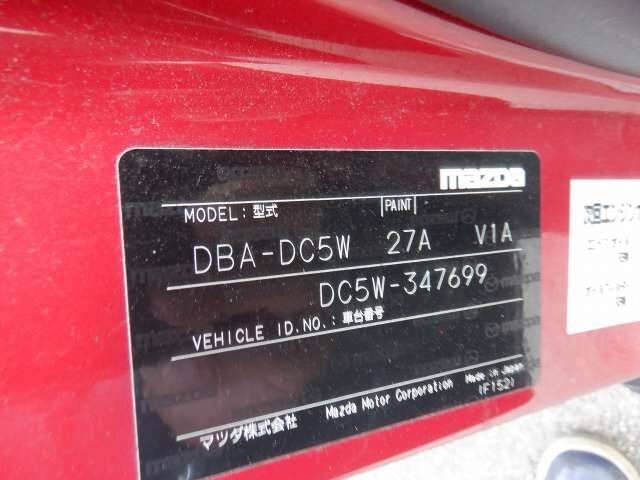 mazda
MODEL:型式 PAINT
DBA-DC5W 27A V1A
DC5W-347699
VEHICLE ID.NO.:車台番号
マツダ株式会社 Mazda Motor Corporation Made in Japan
(F152)